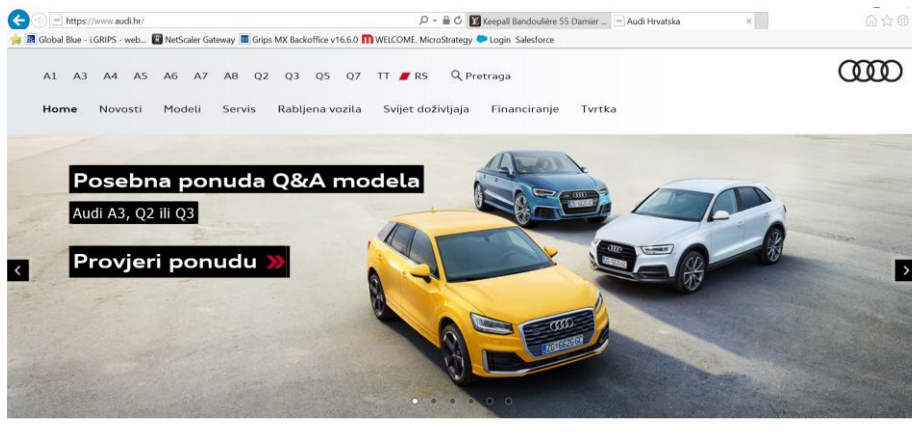 https://www.audi.hr/
Keepall Bandoulière 55 Damier ...
Audi Hrvatska
Global Blue - i.GRIPS - web...
NetScaler Gateway
Grips MX Backoffice v16.6.0
WELCOME. MicroStrategy
Login Salesforce
A1 A3 A4 A5 A6 A7 A8 Q2 Q3 Q5 Q7 TT RS Pretraga
Home Novosti Modeli Servis Rabljena vozila Svijet doživljaja Financiranje Tvrtka
Posebna ponuda Q&A modela
Audi A3, Q2 ili Q3
Provjeri ponudu